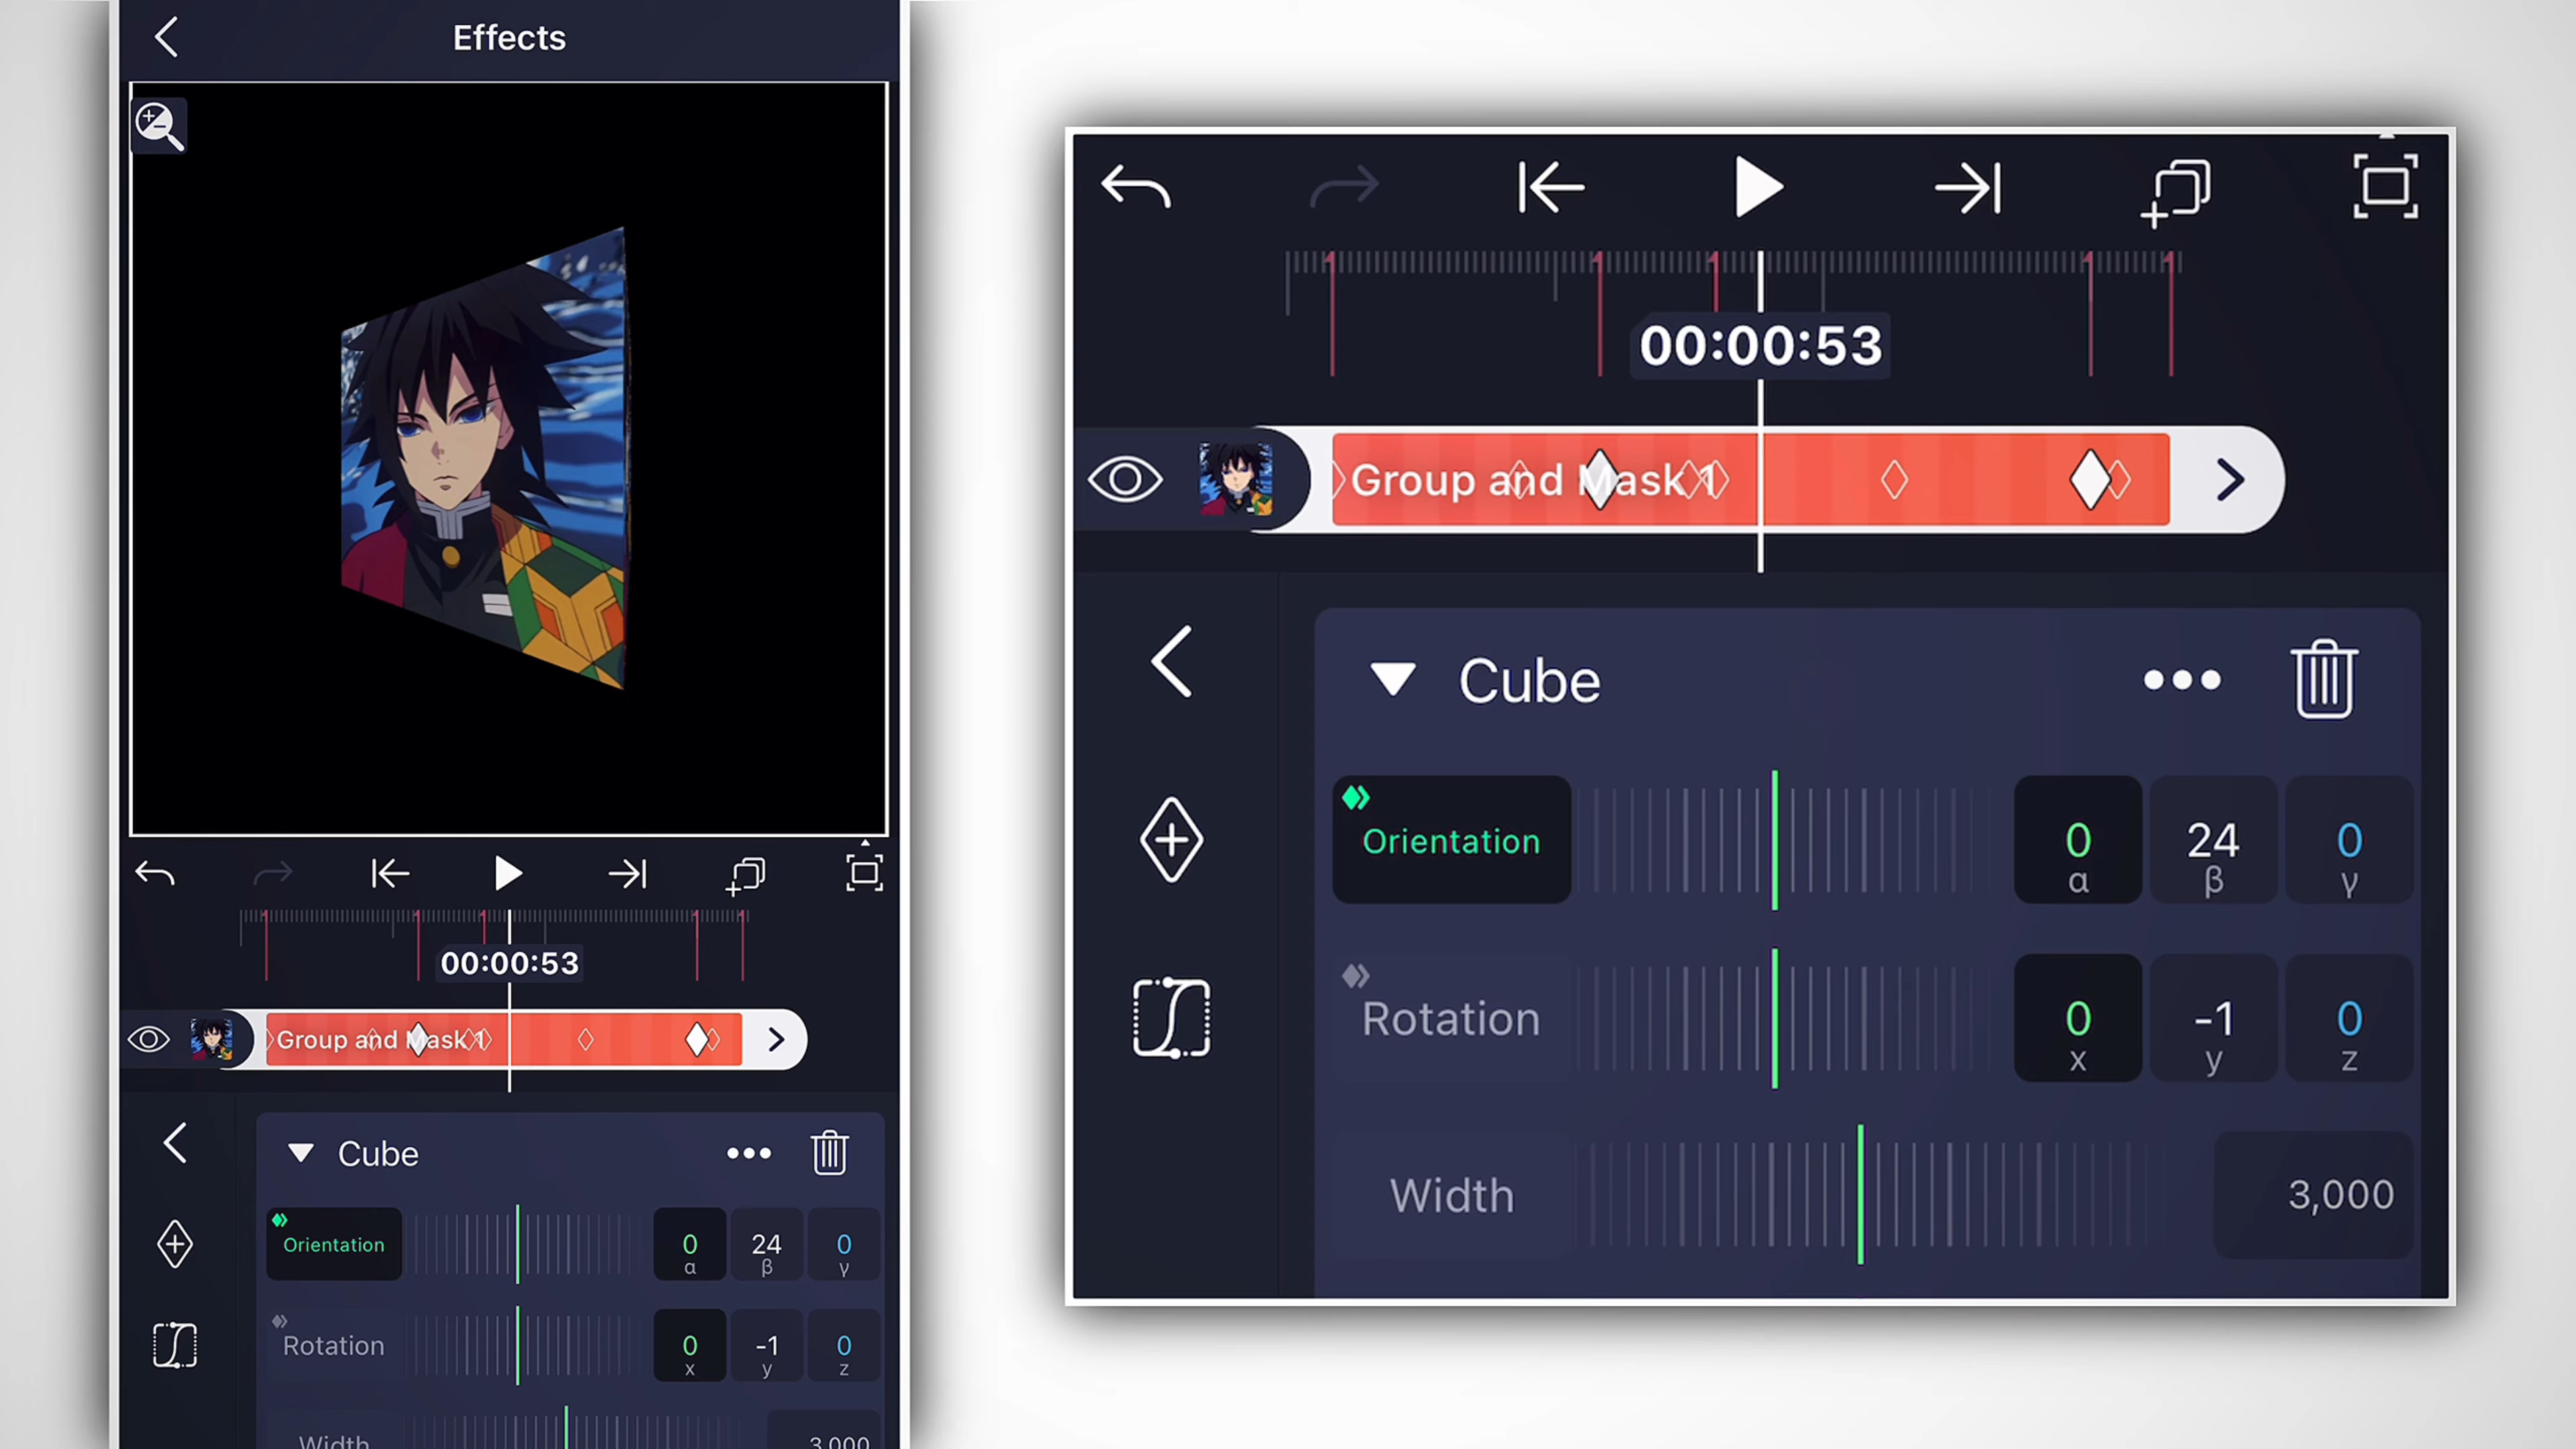 Effects
00:00:53
Group and Mask 1
Cube
Orientation
0 24 0
α β γ
Rotation
0 -1 0
x y z
Width
3,000
00:00:53
Group and Mask 1
Cube
Orientation
0 24 0
α β γ
Rotation
0 -1 0
x y z
Width
3,000